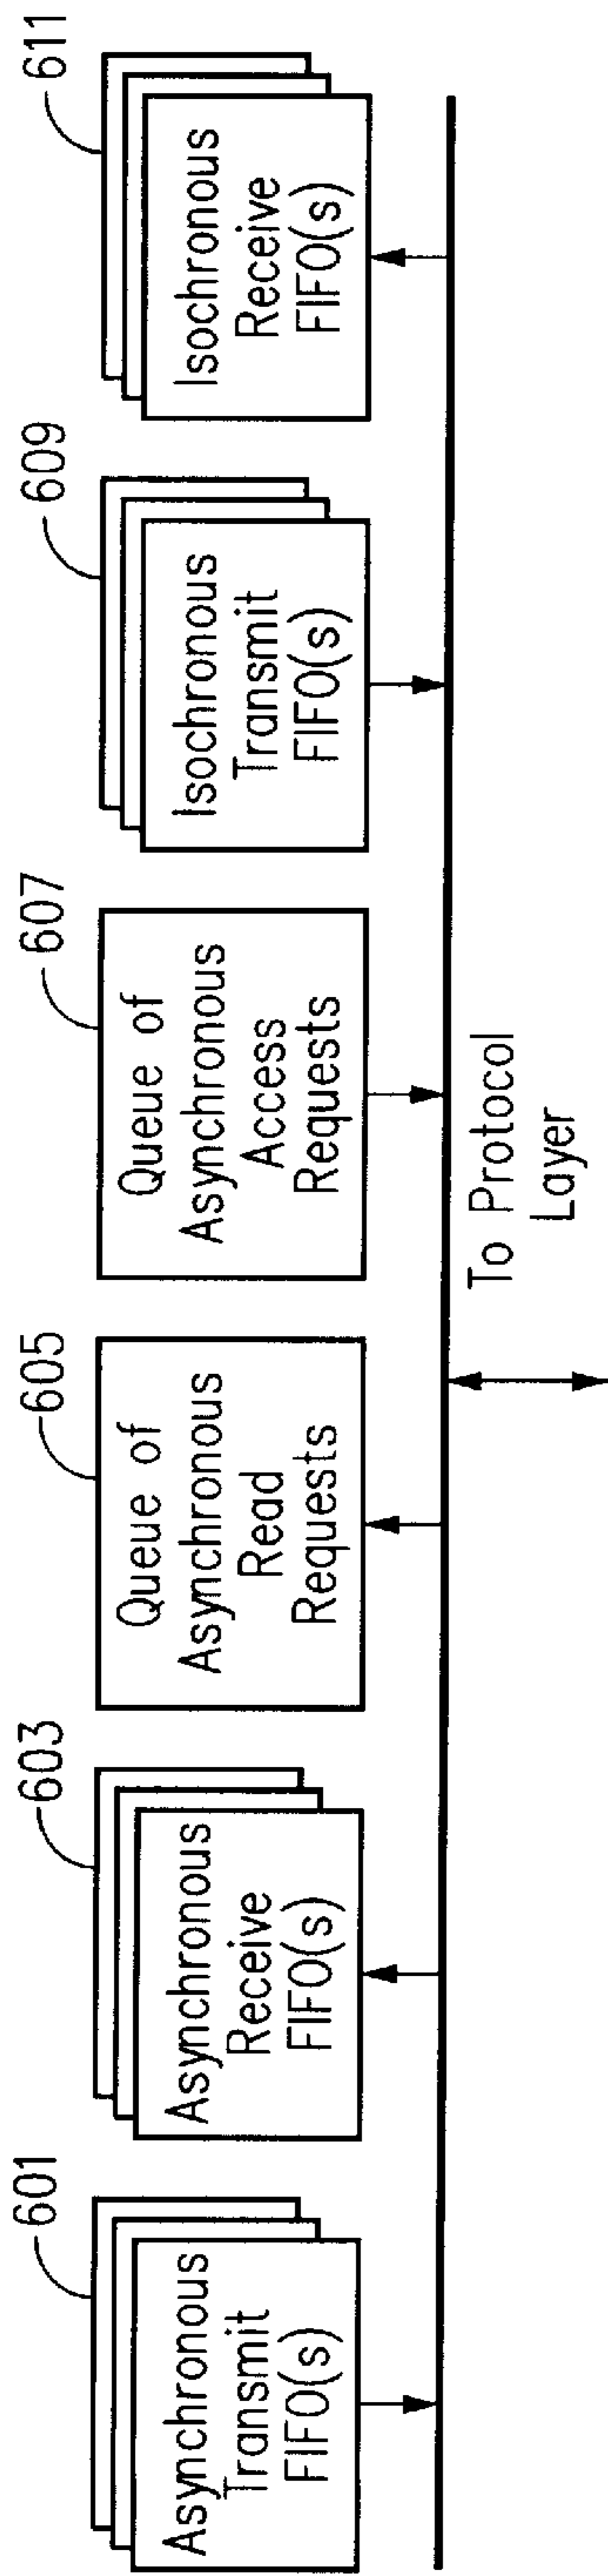 601
Asynchronous
Transmit
FIFO(s)
603
Asynchronous
Receive
FIFO(s)
605
Queue of
Asynchronous
Read
Requests
607
Queue of
Asynchronous
Access
Requests
609
Isochronous
Transmit
FIFO(s)
611
Isochronous
Receive
FIFO(s)
To Protocol
Layer